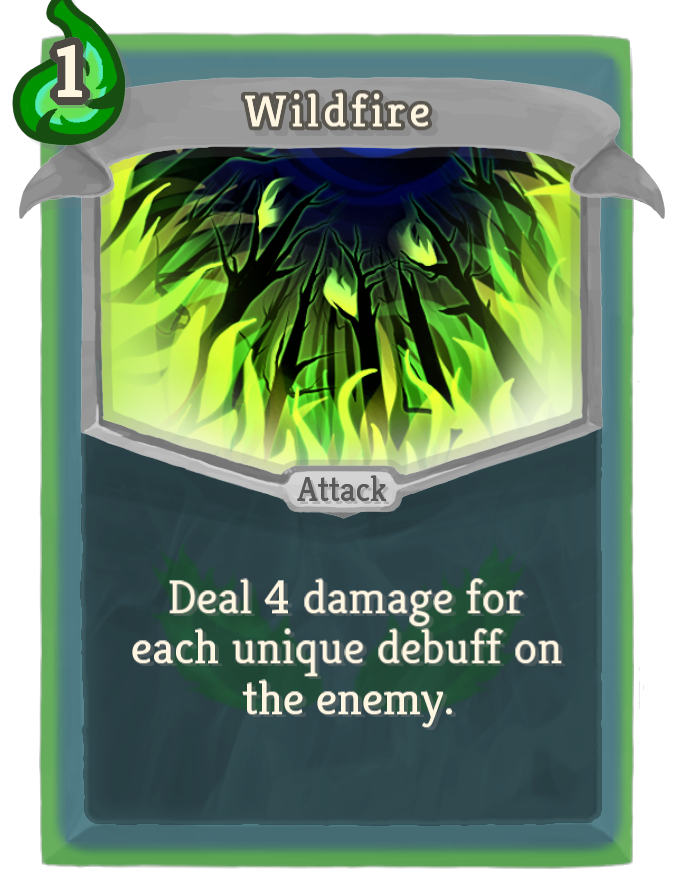 1
Wildfire
Attack
Deal 4 damage for
each unique debuff on
the enemy.